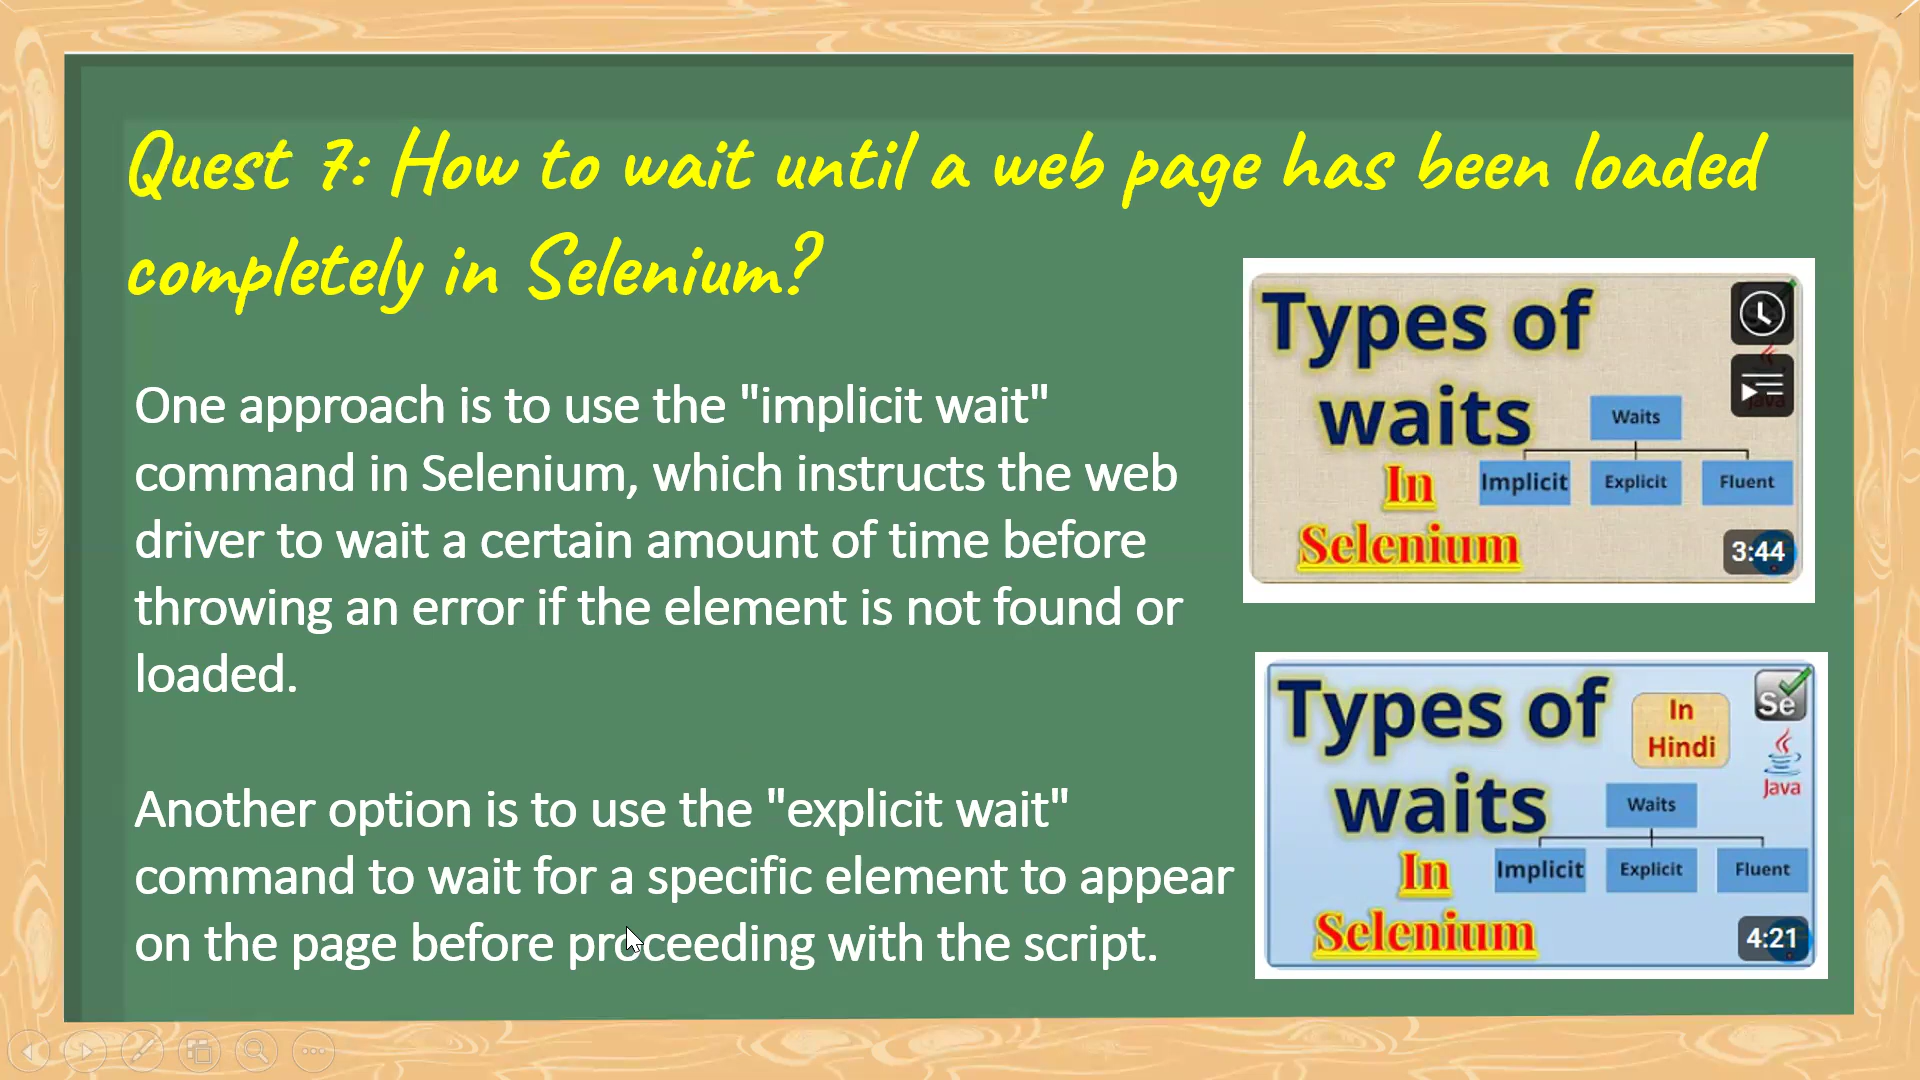 Quest 7: How to wait until a web page has been loaded
completely in Selenium?
One approach is to use the "implicit wait"
command in Selenium, which instructs the web
driver to wait a certain amount of time before
throwing an error if the element is not found or
loaded.
Another option is to use the "explicit wait"
command to wait for a specific element to appear
on the page before proceeding with the script.
Types of
waits
In
Selenium
Waits
Implicit Explicit Fluent
3:44
Types of
waits
In
Selenium
In
Hindi
Se
Java
Waits
Implicit Explicit Fluent
4:21